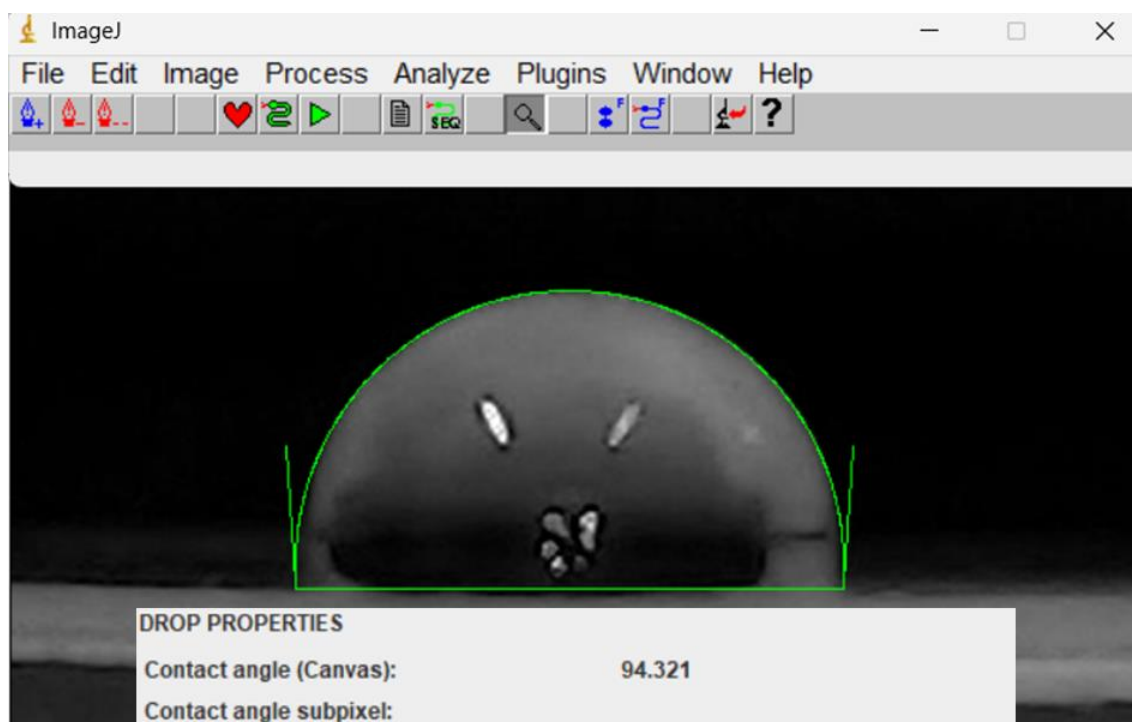 ImageJ
File Edit Image Process Analyze Plugins Window Help
SEQ F F ?
DROP PROPERTIES
Contact angle (Canvas): 94.321
Contact angle subpixel: